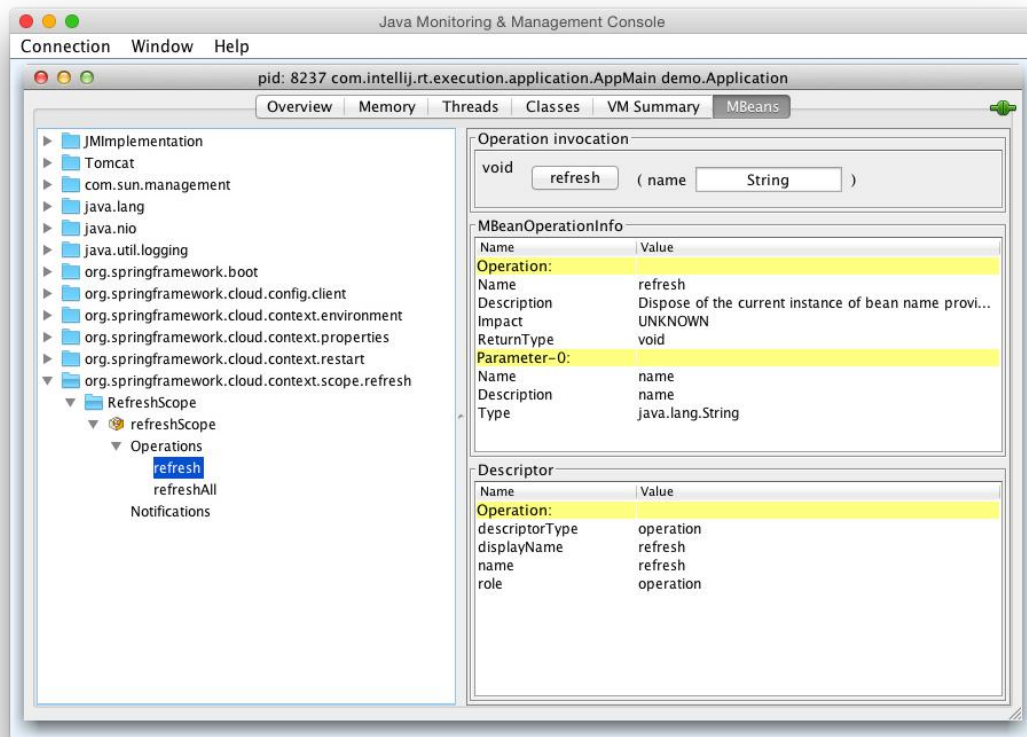 Java Monitoring & Management Console
Connection Window Help
pid: 8237 com.intellij.rt.execution.application.AppMain demo.Application
Overview Memory Threads Classes VM Summary MBeans
JMImplementation
Tomcat
com.sun.management
java.lang
java.nio
java.util.logging
org.springframework.boot
org.springframework.cloud.config.client
org.springframework.cloud.context.environment
org.springframework.cloud.context.properties
org.springframework.cloud.context.restart
org.springframework.cloud.context.scope.refresh
RefreshScope
refreshScope
Operations
refresh
refreshAll
Notifications
Operation invocation
void refresh ( name String )
MBeanOperationInfo
Name Value
Operation:
Name refresh
Description Dispose of the current instance of bean name provi...
Impact UNKNOWN
ReturnType void
Parameter-0:
Name name
Description name
Type java.lang.String
Descriptor
Name Value
Operation:
descriptorType operation
displayName refresh
name refresh
role operation